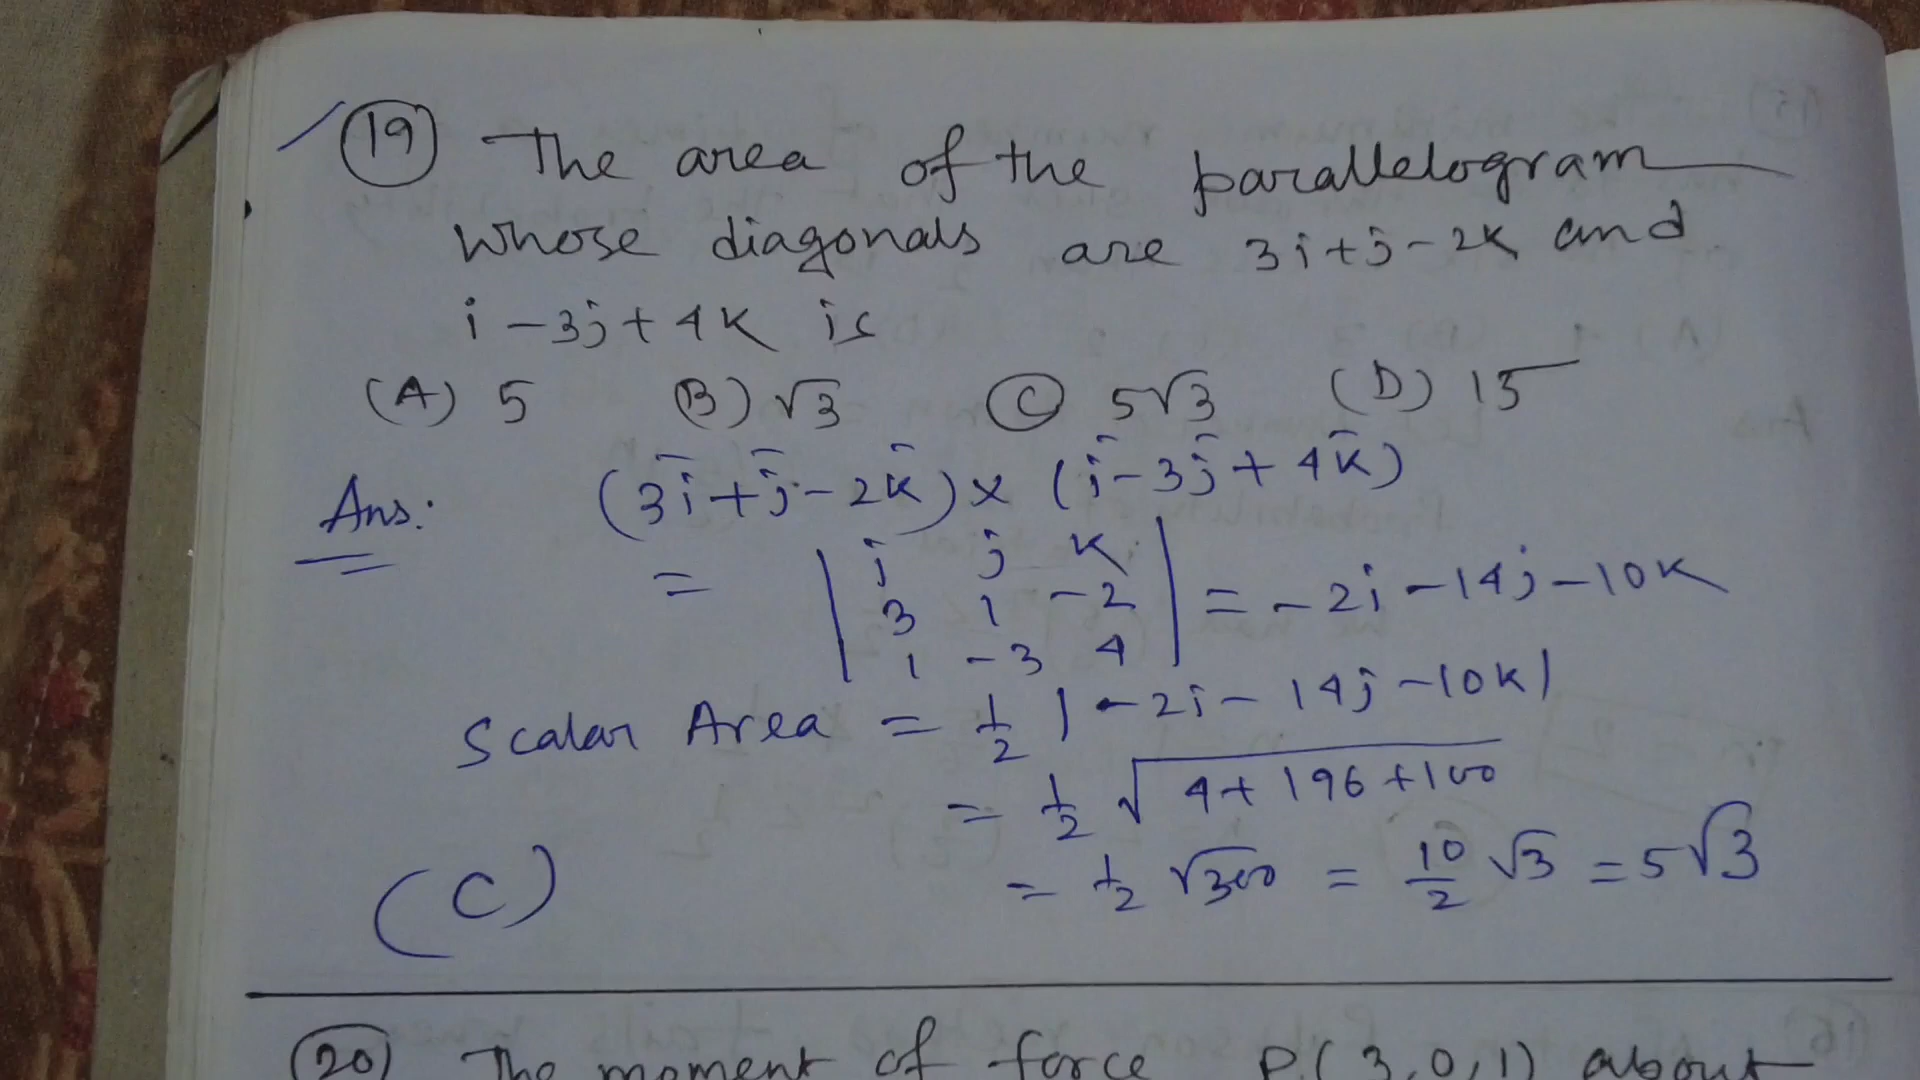 (19) The area of the parallelogram
whose diagonals are 3i+j-2k and
i-3j+4k is
(A) 5 (B) √3 (C) 5√3 (D) 15
Ans: (3i̅+j̅-2k̅)×(i̅-3j̅+4k̅)
= |i j k; 3 1 -2; 1 -3 4| = -2i-14j-10k
Scalar Area = 1/2 |-2i-14j-10k|
= 1/2 √(4+196+100)
(C) = 1/2 √300 = 10/2 √3 = 5√3
(20) The moment of force P(3,0,1) about